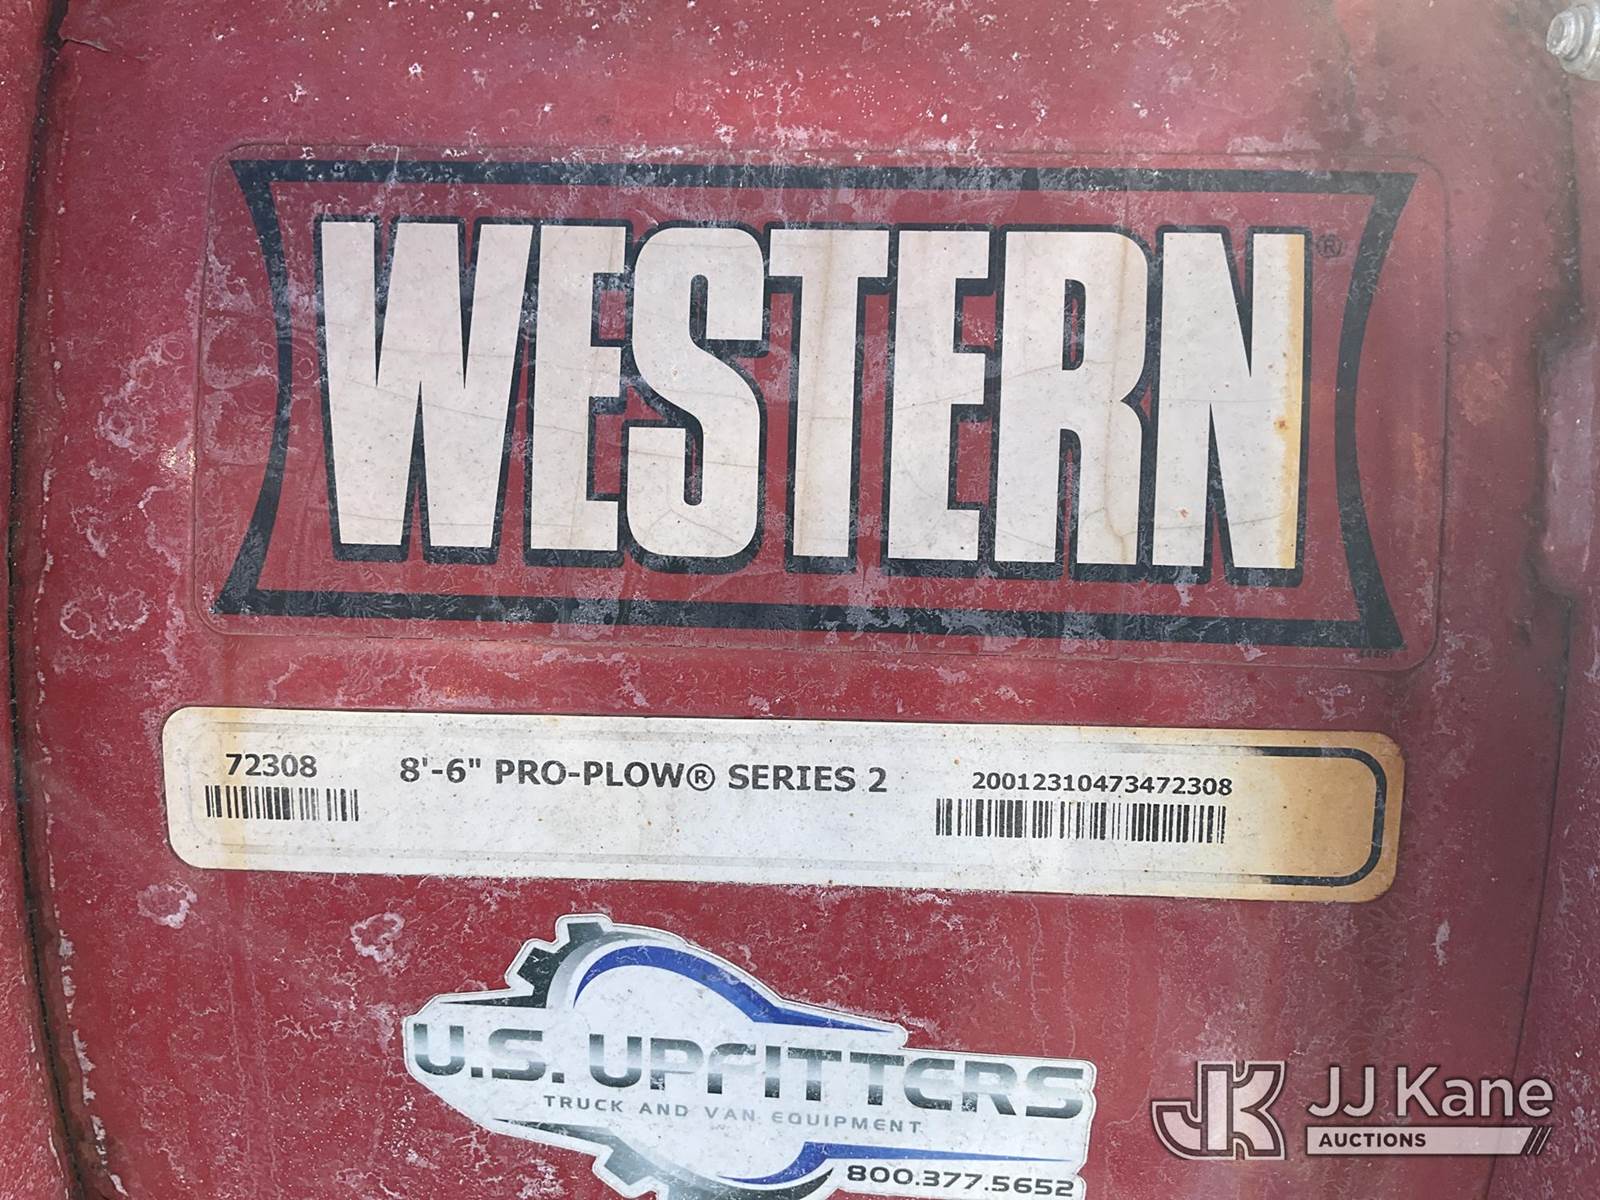 WESTERN®
72308 8'-6" PRO-PLOW® SERIES 2 20012310473472308
U.S. UPFITTERS
TRUCK AND VAN EQUIPMENT
800.377.5652
JK JJ Kane
AUCTIONS